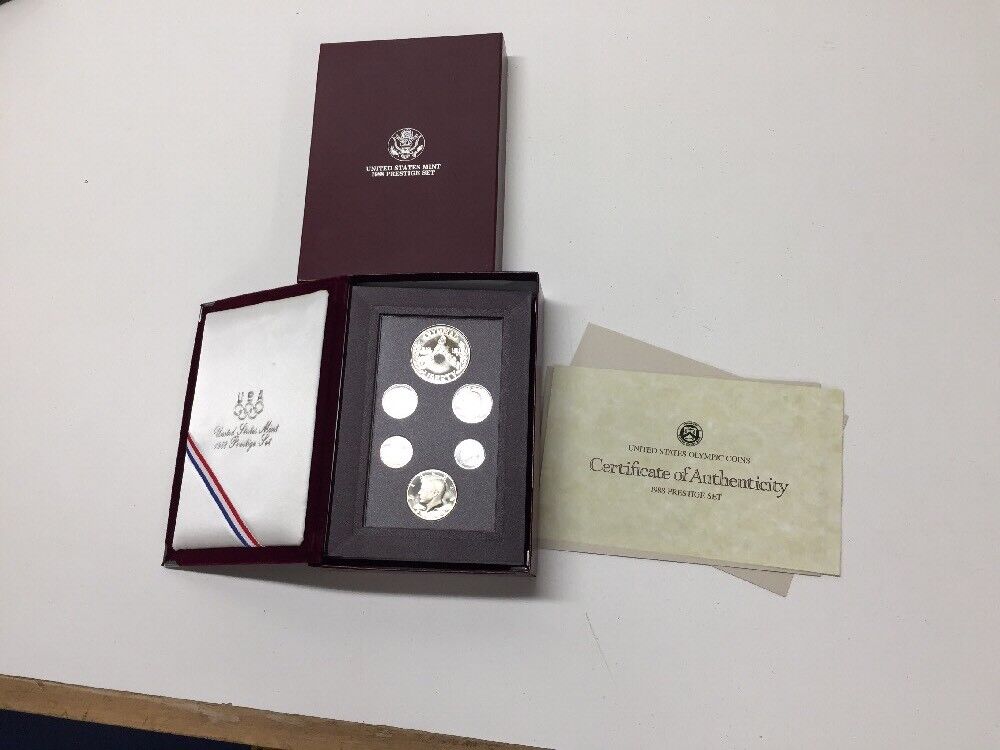 UNITED STATES MINT
1988 PRESTIGE SET
USA
United States Mint
1988 Prestige Set
UNITED STATES OLYMPIC COINS
Certificate of Authenticity
1988 PRESTIGE SET